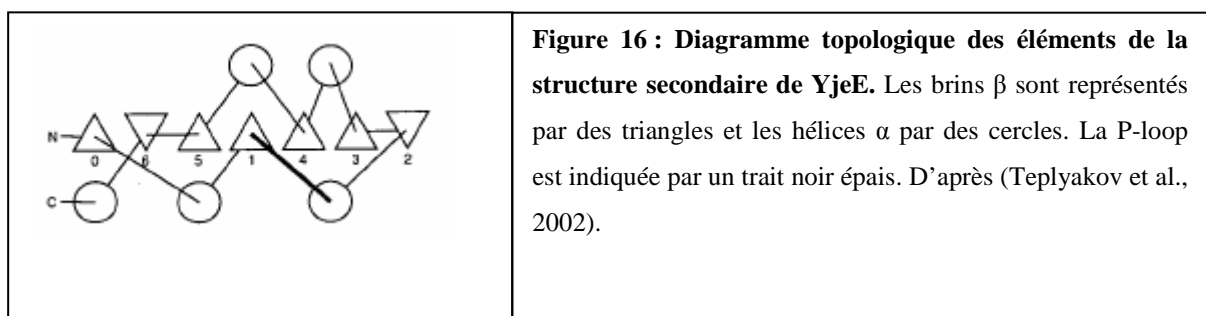 N
0 6 5 1 4 3 2
C
Figure 16 : Diagramme topologique des éléments de la
structure secondaire de YjeE. Les brins β sont représentés
par des triangles et les hélices α par des cercles. La P-loop
est indiquée par un trait noir épais. D’après (Teplyakov et al.,
2002).